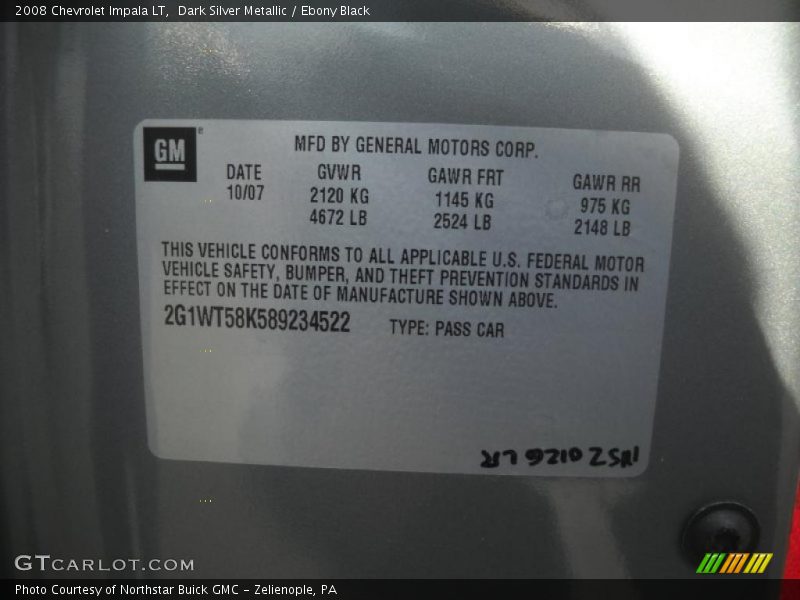 2008 Chevrolet Impala LT, Dark Silver Metallic / Ebony Black
GM
MFD BY GENERAL MOTORS CORP.
DATE GVWR GAWR FRT GAWR RR
10/07 2120 KG 1145 KG 975 KG
4672 LB 2524 LB 2148 LB
THIS VEHICLE CONFORMS TO ALL APPLICABLE U.S. FEDERAL MOTOR
VEHICLE SAFETY, BUMPER, AND THEFT PREVENTION STANDARDS IN
EFFECT ON THE DATE OF MANUFACTURE SHOWN ABOVE.
2G1WT58K589234522 TYPE: PASS CAR
GTCARLOT.COM
Photo Courtesy of Northstar Buick GMC - Zelienople, PA